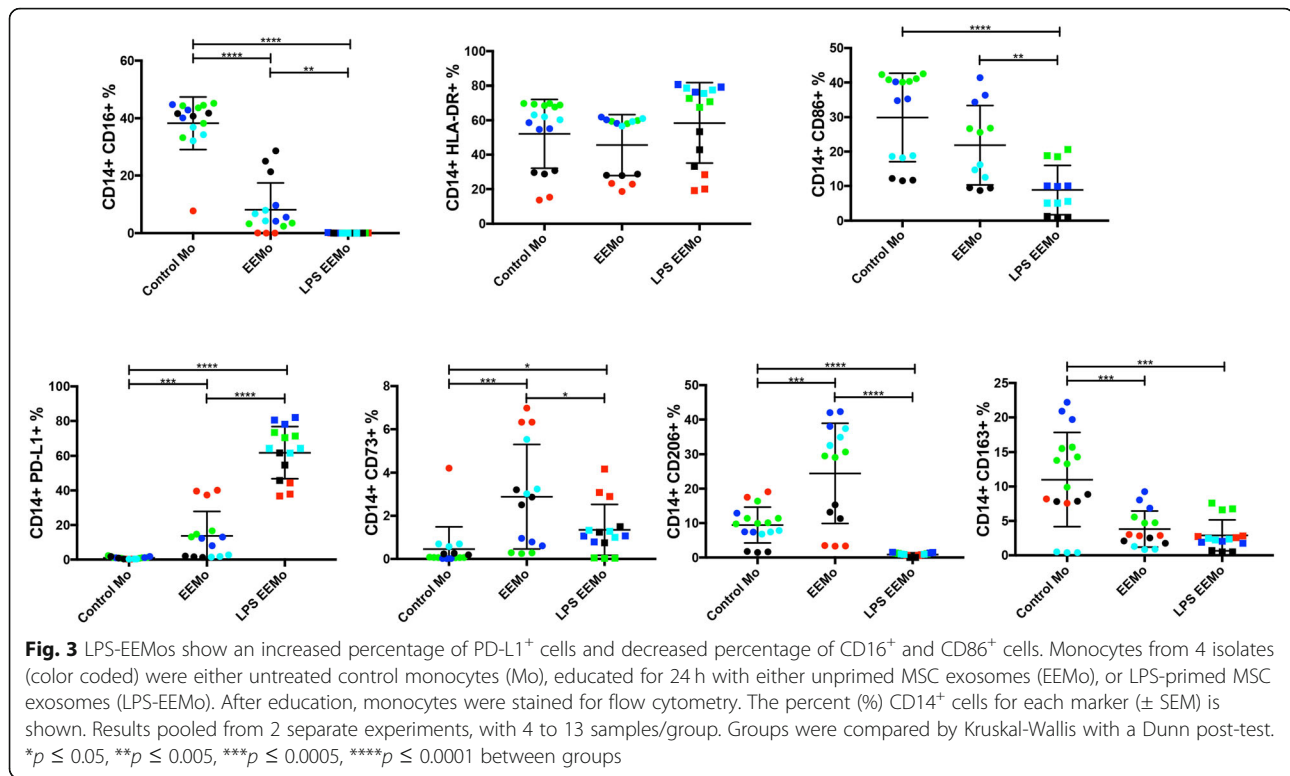 ****
****
**
60
40
20
0
CD14+ CD16+ %
Control Mo
EEMo
LPS EEMo
100
80
60
40
20
0
CD14+ HLA-DR+ %
Control Mo
EEMo
LPS EEMo
****
**
50
40
30
20
10
0
CD14+ CD86+ %
Control Mo
EEMo
LPS EEMo
****
***
****
100
80
60
40
20
0
CD14+ PD-L1+ %
Control Mo
EEMo
LPS EEMo
*
***
*
8
6
4
2
0
CD14+ CD73+ %
Control Mo
EEMo
LPS EEMo
****
***
****
50
40
30
20
10
0
CD14+ CD206+ %
Control Mo
EEMo
LPS EEMo
***
***
25
20
15
10
5
0
CD14+ CD163+ %
Control Mo
EEMo
LPS EEMo
Fig. 3 LPS-EEMos show an increased percentage of PD-L1+ cells and decreased percentage of CD16+ and CD86+ cells. Monocytes from 4 isolates
(color coded) were either untreated control monocytes (Mo), educated for 24 h with either unprimed MSC exosomes (EEMo), or LPS-primed MSC
exosomes (LPS-EEMo). After education, monocytes were stained for flow cytometry. The percent (%) CD14+ cells for each marker (± SEM) is
shown. Results pooled from 2 separate experiments, with 4 to 13 samples/group. Groups were compared by Kruskal-Wallis with a Dunn post-test.
*p ≤ 0.05, **p ≤ 0.005, ***p ≤ 0.0005, ****p ≤ 0.0001 between groups